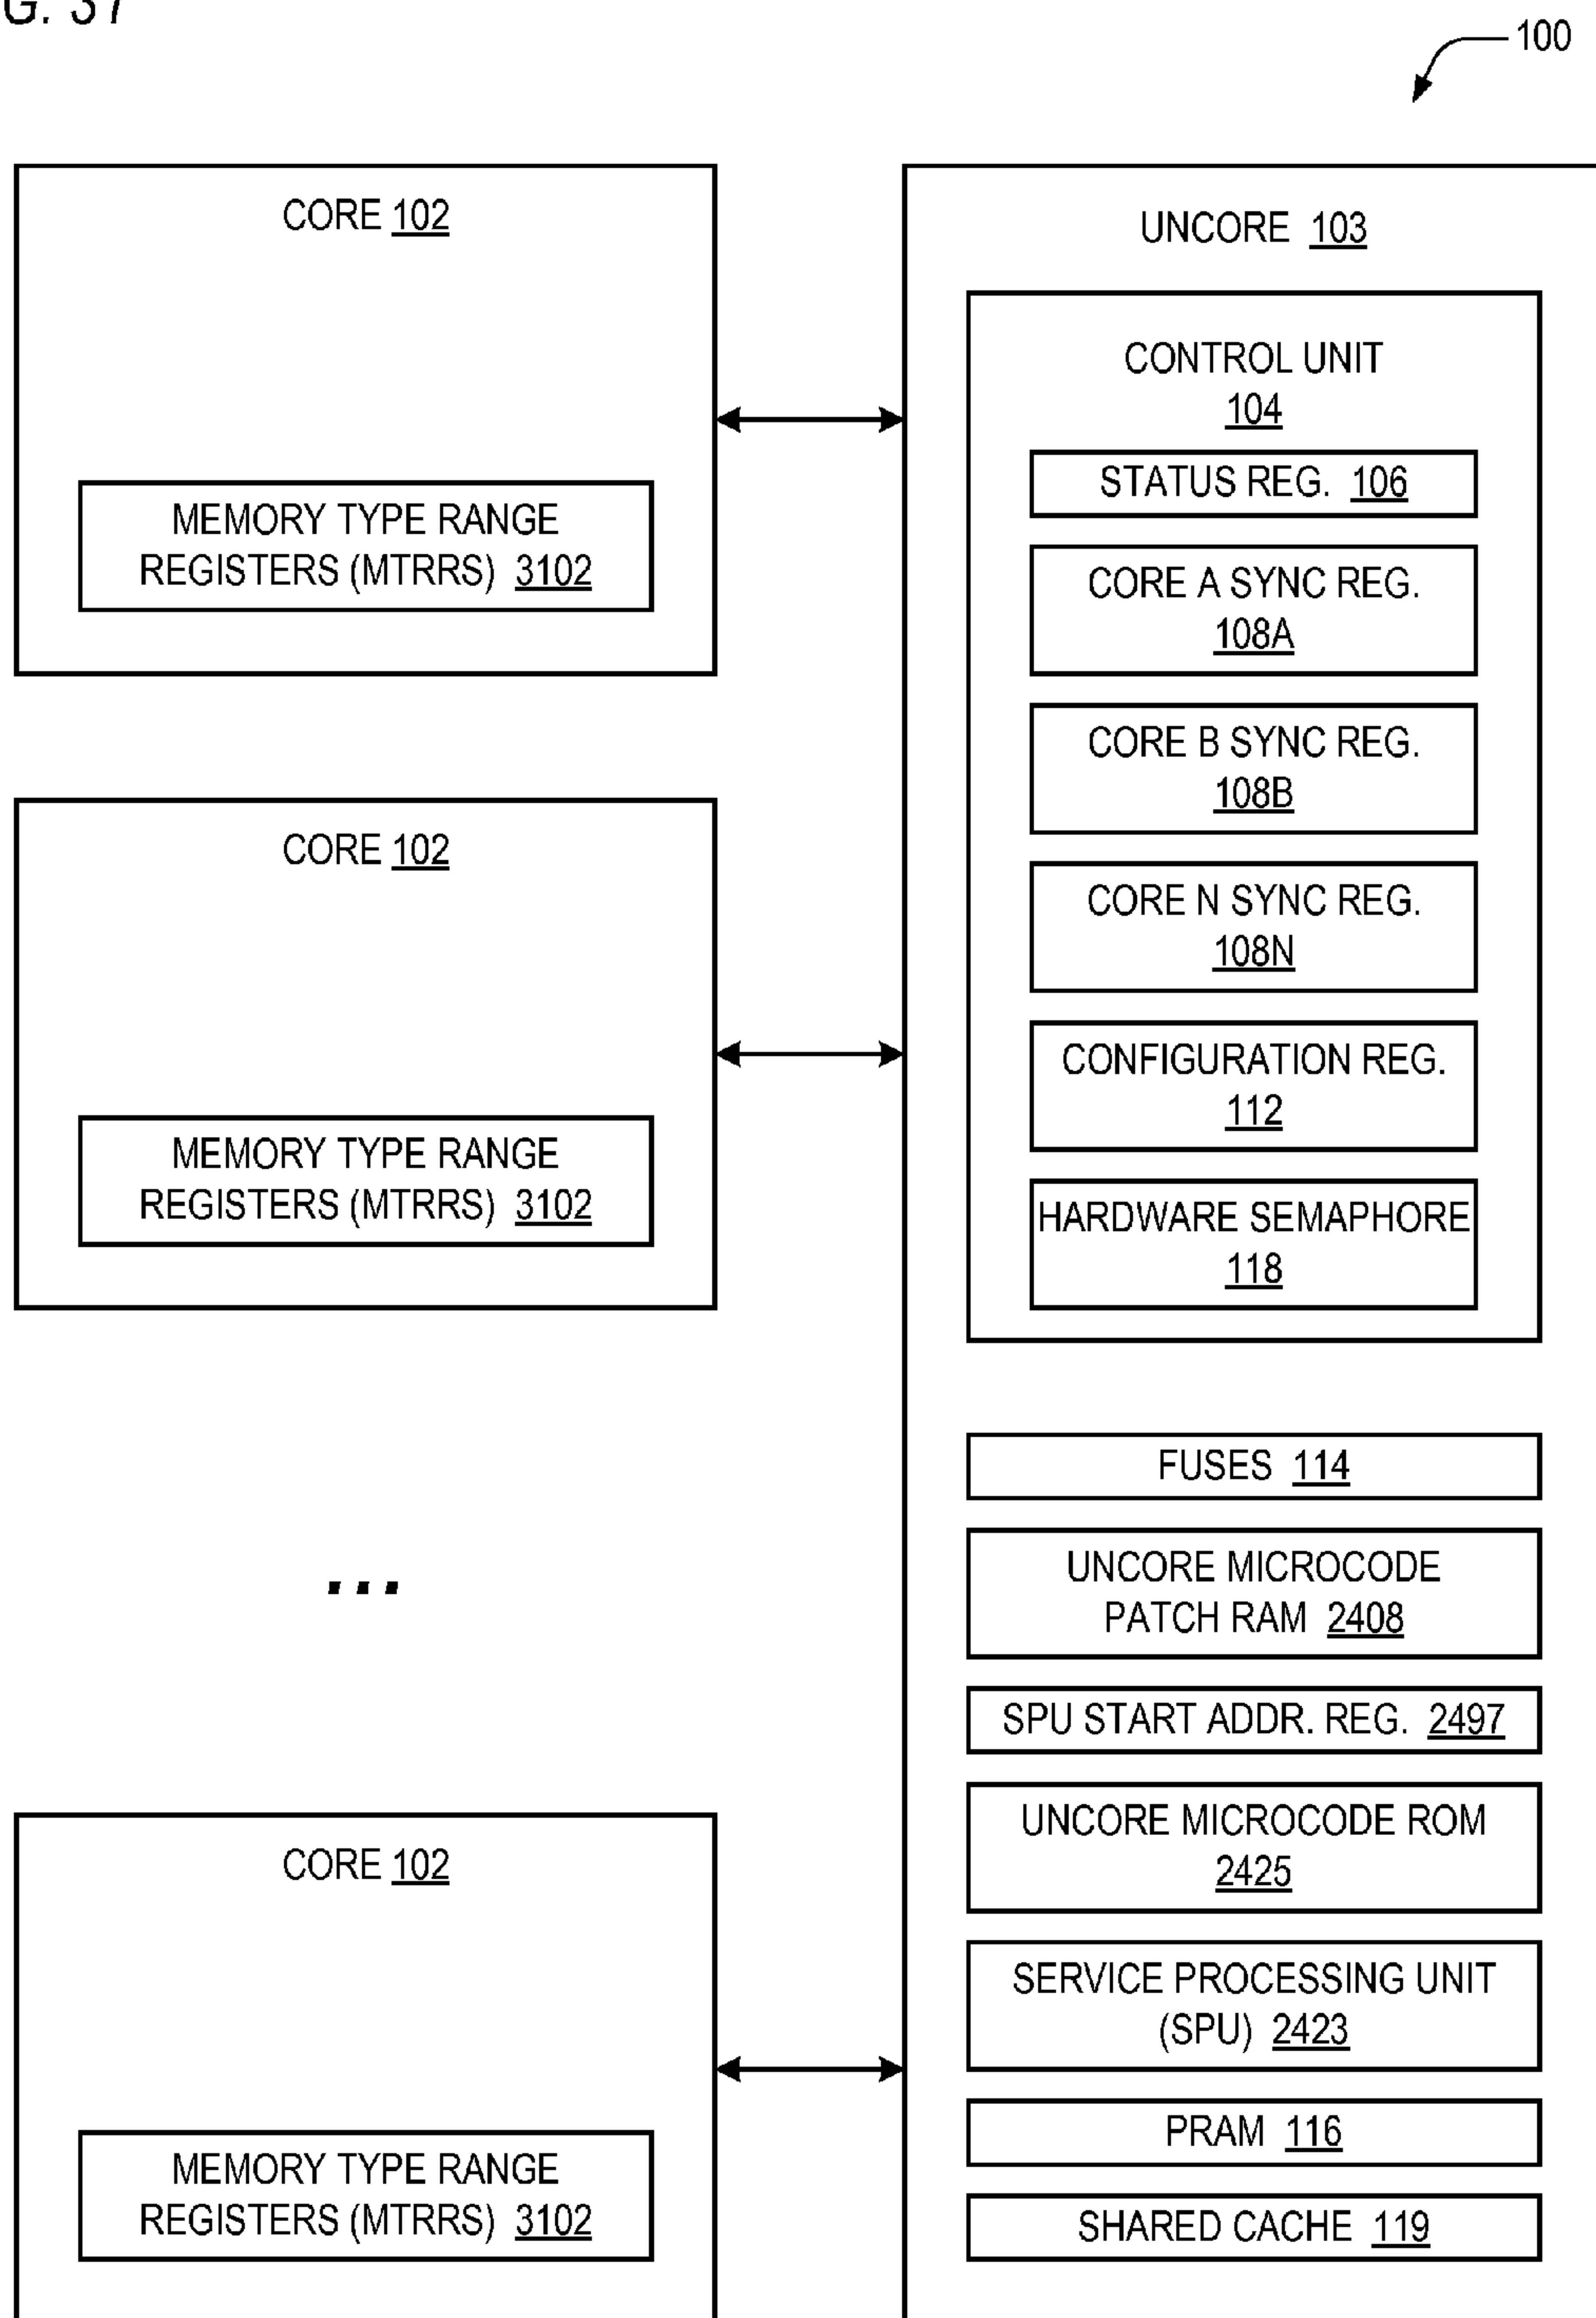 G. 31
100
CORE 102
MEMORY TYPE RANGE
REGISTERS (MTRRS) 3102
CORE 102
MEMORY TYPE RANGE
REGISTERS (MTRRS) 3102
...
CORE 102
MEMORY TYPE RANGE
REGISTERS (MTRRS) 3102
UNCORE 103
CONTROL UNIT
104
STATUS REG. 106
CORE A SYNC REG.
108A
CORE B SYNC REG.
108B
CORE N SYNC REG.
108N
CONFIGURATION REG.
112
HARDWARE SEMAPHORE
118
FUSES 114
UNCORE MICROCODE
PATCH RAM 2408
SPU START ADDR. REG. 2497
UNCORE MICROCODE ROM
2425
SERVICE PROCESSING UNIT
(SPU) 2423
PRAM 116
SHARED CACHE 119